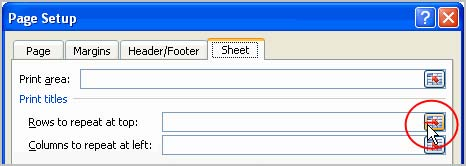 Page Setup
Page Margins Header/Footer Sheet
Print area:
Print titles
Rows to repeat at top:
Columns to repeat at left: